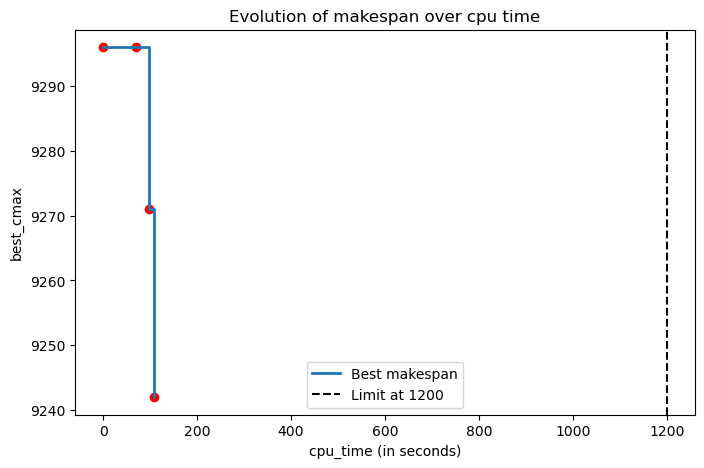 Evolution of makespan over cpu time
best_cmax
9290
9280
9270
9260
9250
9240
Best makespan
Limit at 1200
0
200
400
600
800
1000
1200
cpu_time (in seconds)